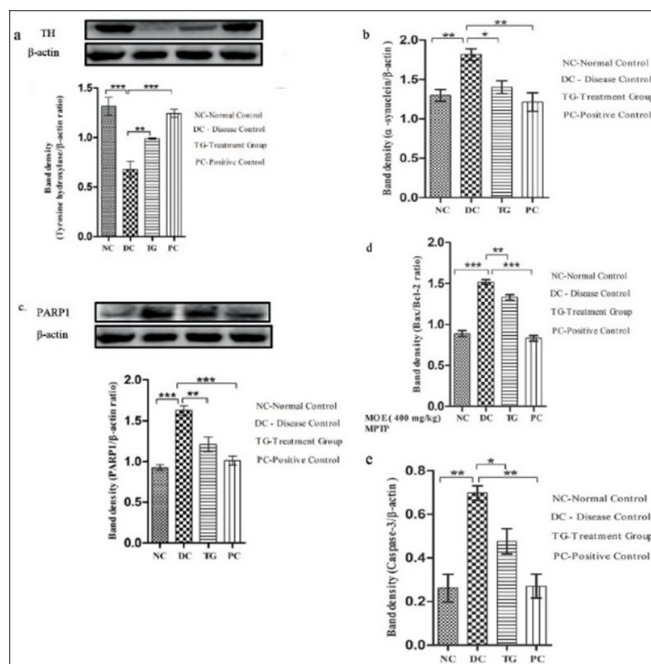 a
TH
β-actin
Band density
(Tyrosine hydroxylase/β-actin ratio)
1.5
1.0
0.5
0.0
***
***
**
NC
DC
TG
PC
NC-Normal Control
DC - Disease Control
TG-Treatment Group
PC-Positive Control
b
Band density (α -synuclein/β-actin)
2.0
1.5
1.0
**
**
*
NC
DC
TG
PC
NC-Normal Control
DC - Disease Control
TG-Treatment Group
PC-Positive Control
c.
PARP1
β-actin
Band density (PARP1/β-actin ratio)
2.0
1.5
1.0
0.5
0.0
***
***
**
NC
DC
TG
PC
NC-Normal Control
DC - Disease Control
TG-Treatment Group
PC-Positive Control
d
Band density (Bax/Bcl-2 ratio)
2.0
1.5
1.0
0.5
0.0
**
***
***
NC
DC
TG
PC
MOE( 400 mg/kg)
MPTP
NC-Normal Control
DC - Disease Control
TG-Treatment Group
PC-Positive Control
e
Band density (Caspase-3/β-actin)
0.8
0.6
0.4
0.2
0.0
*
**
**
NC
DC
TG
PC
NC-Normal Control
DC - Disease Control
TG-Treatment Group
PC-Positive Control